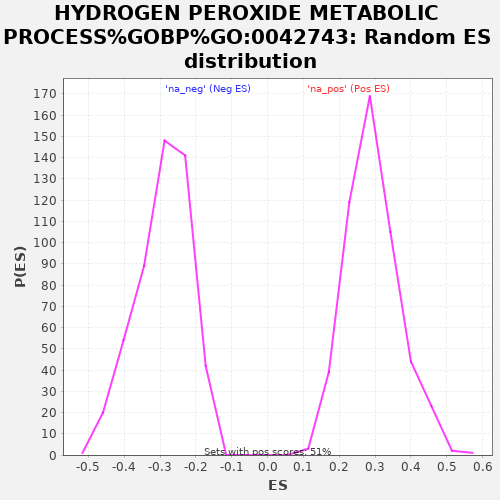 HYDROGEN PEROXIDE METABOLIC
PROCESS%GOBP%GO:0042743: Random ES
distribution
'na_neg' (Neg ES)
'na_pos' (Pos ES)
170
160
150
140
130
120
110
100
90
80
70
60
50
40
30
20
10
0
P(ES)
Sets with pos scores: 51%
-0.5 -0.4 -0.3 -0.2 -0.1 0.0 0.1 0.2 0.3 0.4 0.5 0.6
ES